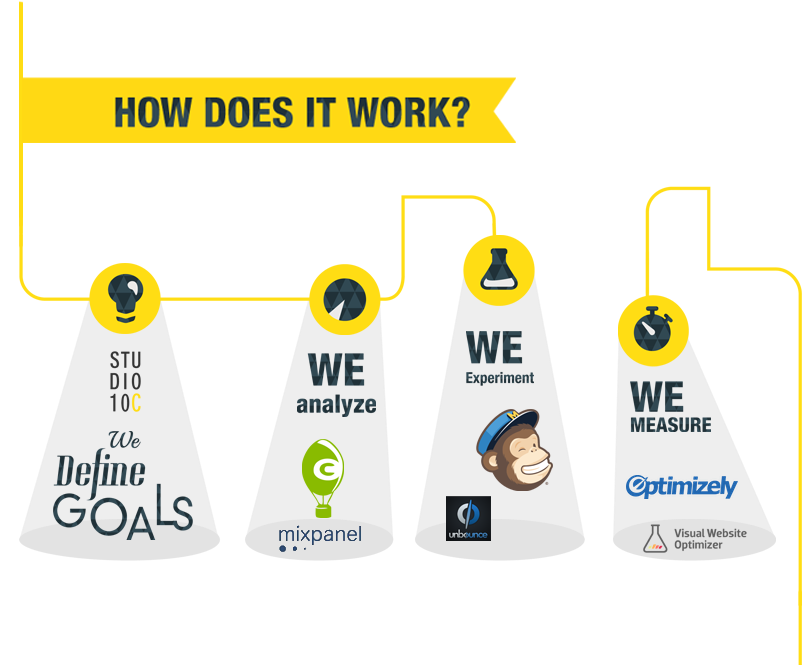 HOW DOES IT WORK?
STU
DIO
10C
We
Define
GOALS
WE
analyze
mixpanel
WE
Experiment
M
unbounce
WE
MEASURE
Optimizely
Visual Website
Optimizer